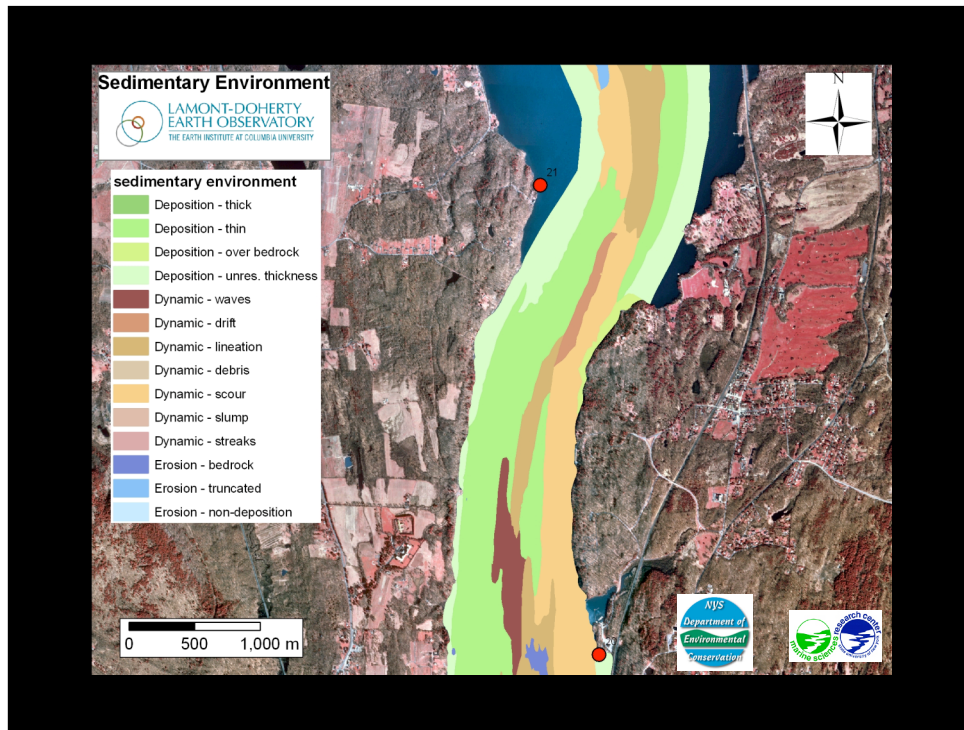 Sedimentary Environment
LAMONT-DOHERTY
EARTH OBSERVATORY
THE EARTH INSTITUTE AT COLUMBIA UNIVERSITY
N
21
sedimentary environment
Deposition - thick
Deposition - thin
Deposition - over bedrock
Deposition - unres. thickness
Dynamic - waves
Dynamic - drift
Dynamic - lineation
Dynamic - debris
Dynamic - scour
Dynamic - slump
Dynamic - streaks
Erosion - bedrock
Erosion - truncated
Erosion - non-deposition
0 500 1,000 m
NYS
Department of
Environmental
Conservation
marine sciences
research center